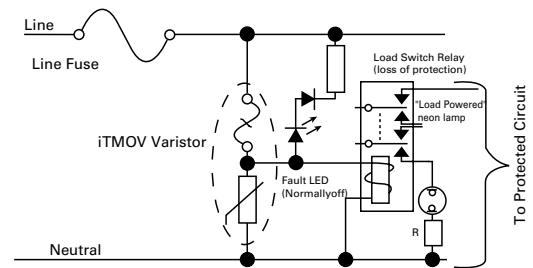 Line
Line Fuse
Load Switch Relay
(loss of protection)
"Load Powered"
neon lamp
iTMOV Varistor
Fault LED
(Normallyoff)
R
Neutral
To Protected Circuit